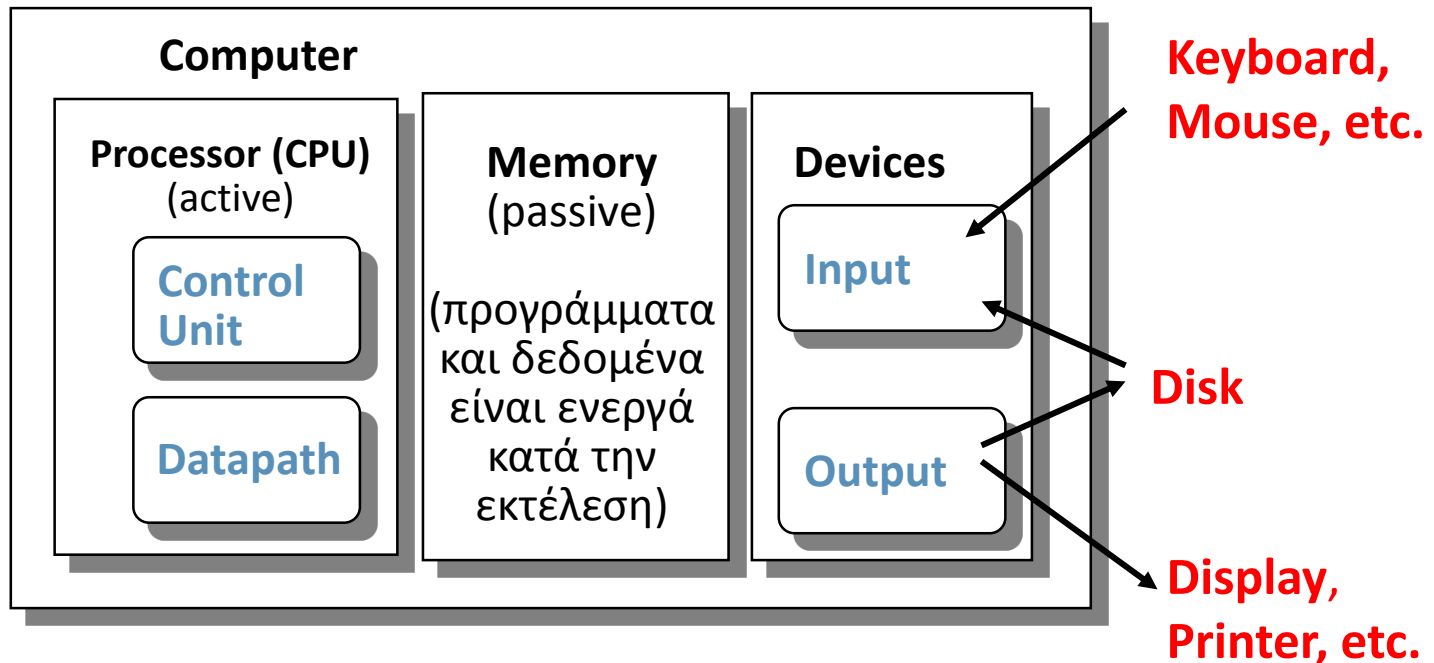 Computer
Processor (CPU)
(active)
Control
Unit
Datapath
Memory
(passive)
(προγράμματα
και δεδομένα
είναι ενεργά
κατά την
εκτέλεση)
Devices
Input
Output
Keyboard,
Mouse, etc.
Disk
Display,
Printer, etc.